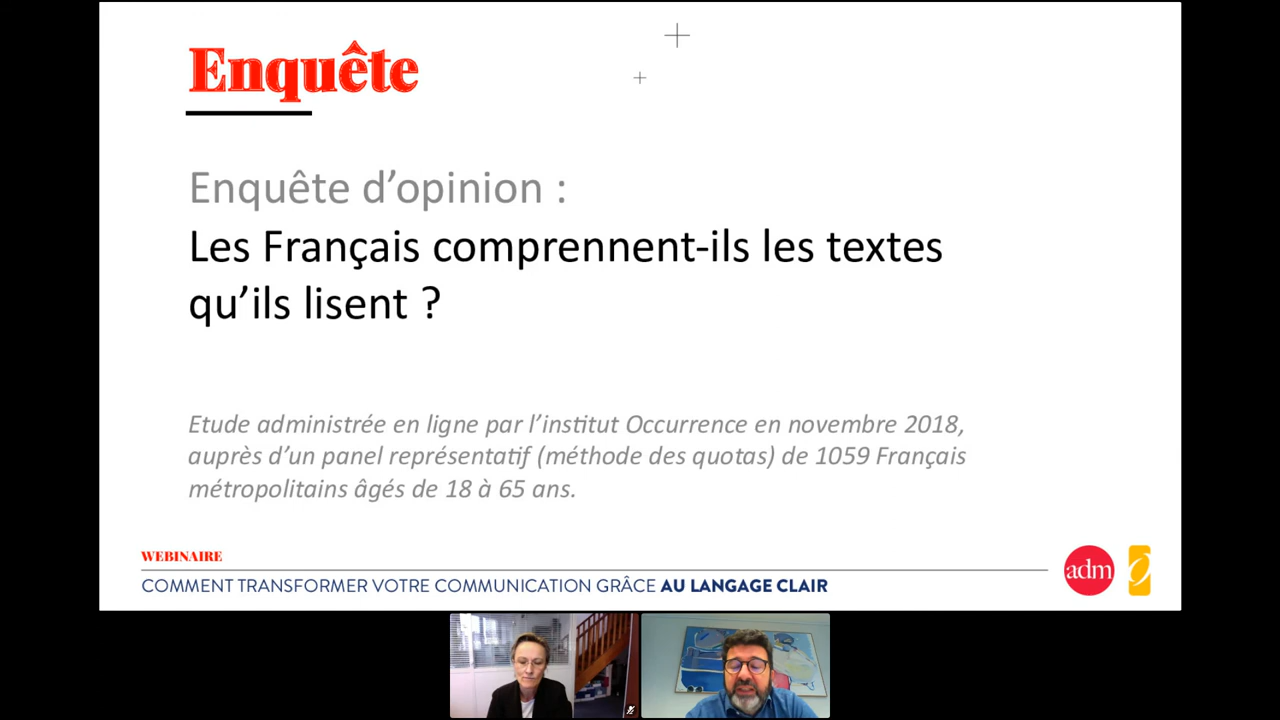 Enquête
Enquête d’opinion :
Les Français comprennent-ils les textes
qu’ils lisent ?
Etude administrée en ligne par l’institut Occurrence en novembre 2018,
auprès d’un panel représentatif (méthode des quotas) de 1059 Français
métropolitains âgés de 18 à 65 ans.
WEBINAIRE
COMMENT TRANSFORMER VOTRE COMMUNICATION GRÂCE AU LANGAGE CLAIR
adm